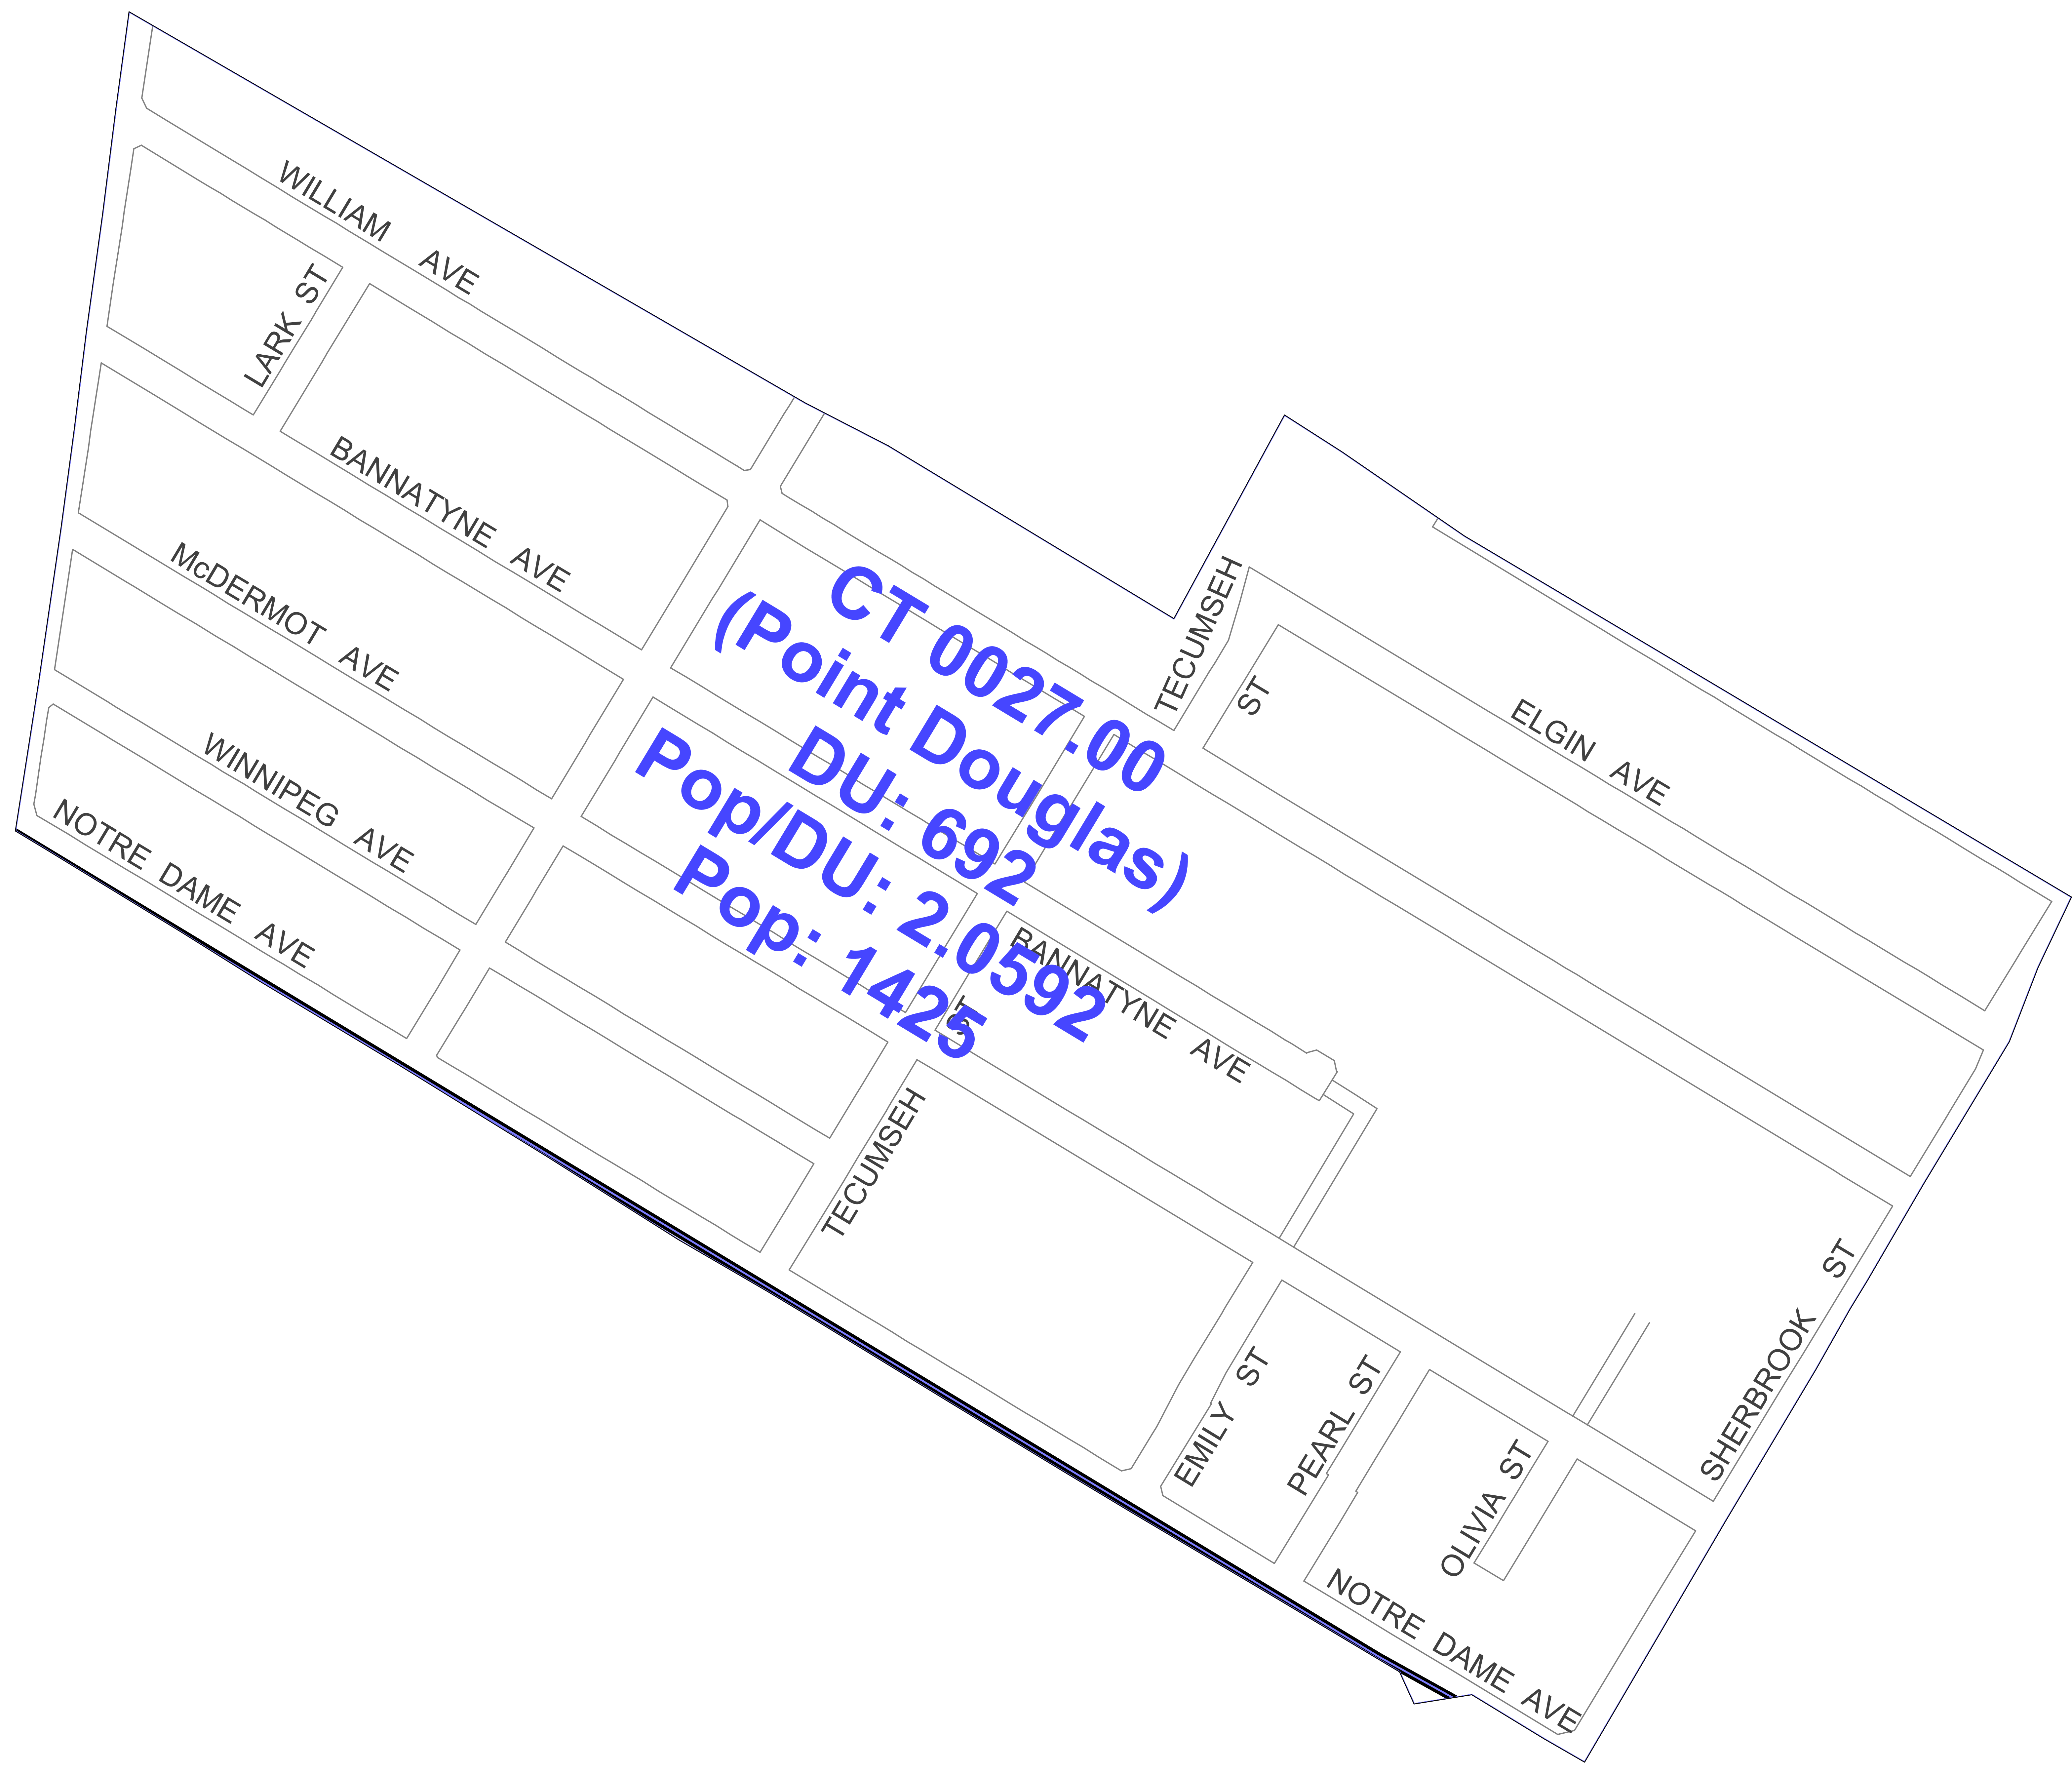 WILLIAM AVE
LARK ST
BANNATYNE AVE
McDERMOT AVE
WINNIPEG AVE
NOTRE DAME AVE
CT 0027.00
(Point Douglas)
DU: 692
Pop/DU: 2.0592
Pop: 1425
TECUMSEH ST
ELGIN AVE
BANNATYNE AVE
TECUMSEH ST
EMILY ST
PEARL ST
OLIVIA ST
SHERBROOK ST
NOTRE DAME AVE